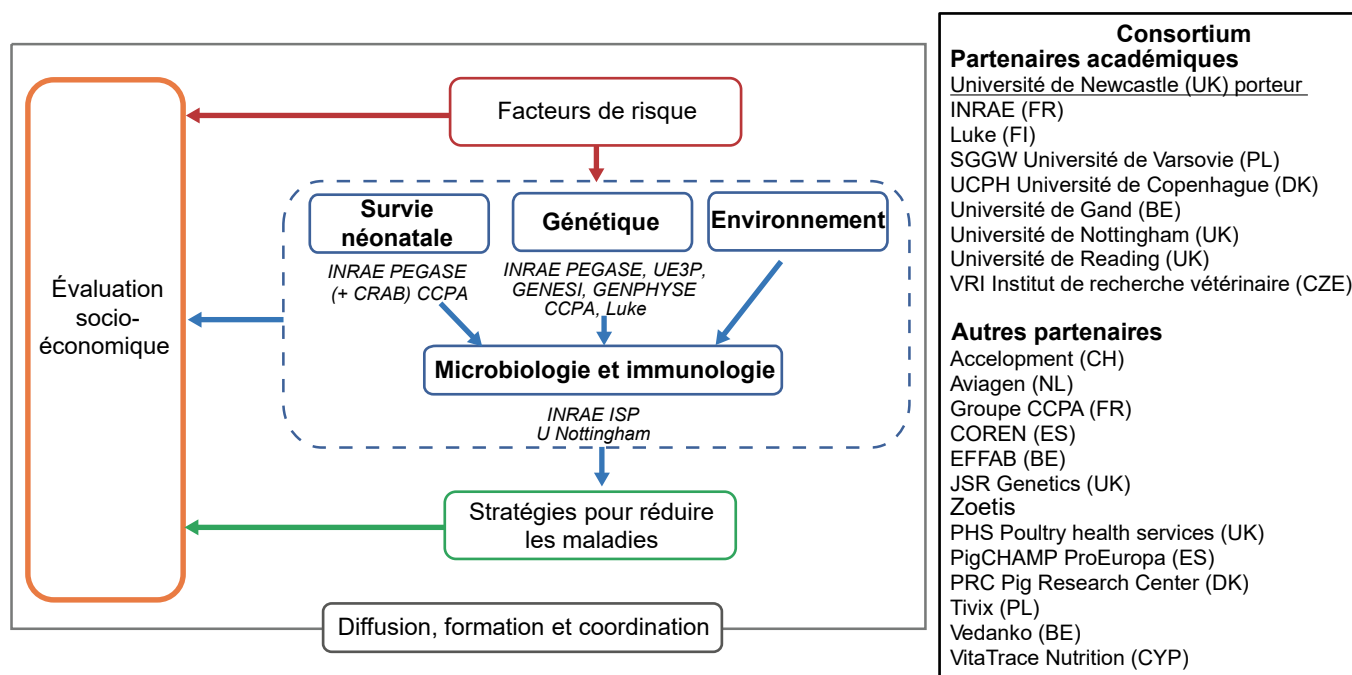 Facteurs de risque
Survie
néonatale
INRAE PEGASE
(+ CRAB) CCPA
Génétique
INRAE PEGASE, UE3P,
GENESI, GENPHYSE
CCPA, Luke
Environnement
Évaluation
socio-
économique
Microbiologie et immunologie
INRAE ISP
U Nottingham
Stratégies pour réduire
les maladies
Diffusion, formation et coordination
Consortium
Partenaires académiques
Université de Newcastle (UK) porteur
INRAE (FR)
Luke (FI)
SGGW Université de Varsovie (PL)
UCPH Université de Copenhague (DK)
Université de Gand (BE)
Université de Nottingham (UK)
Université de Reading (UK)
VRI Institut de recherche vétérinaire (CZE)
Autres partenaires
Accelopment (CH)
Aviagen (NL)
Groupe CCPA (FR)
COREN (ES)
EFFAB (BE)
JSR Genetics (UK)
Zoetis
PHS Poultry health services (UK)
PigCHAMP ProEuropa (ES)
PRC Pig Research Center (DK)
Tivix (PL)
Vedanko (BE)
VitaTrace Nutrition (CYP)